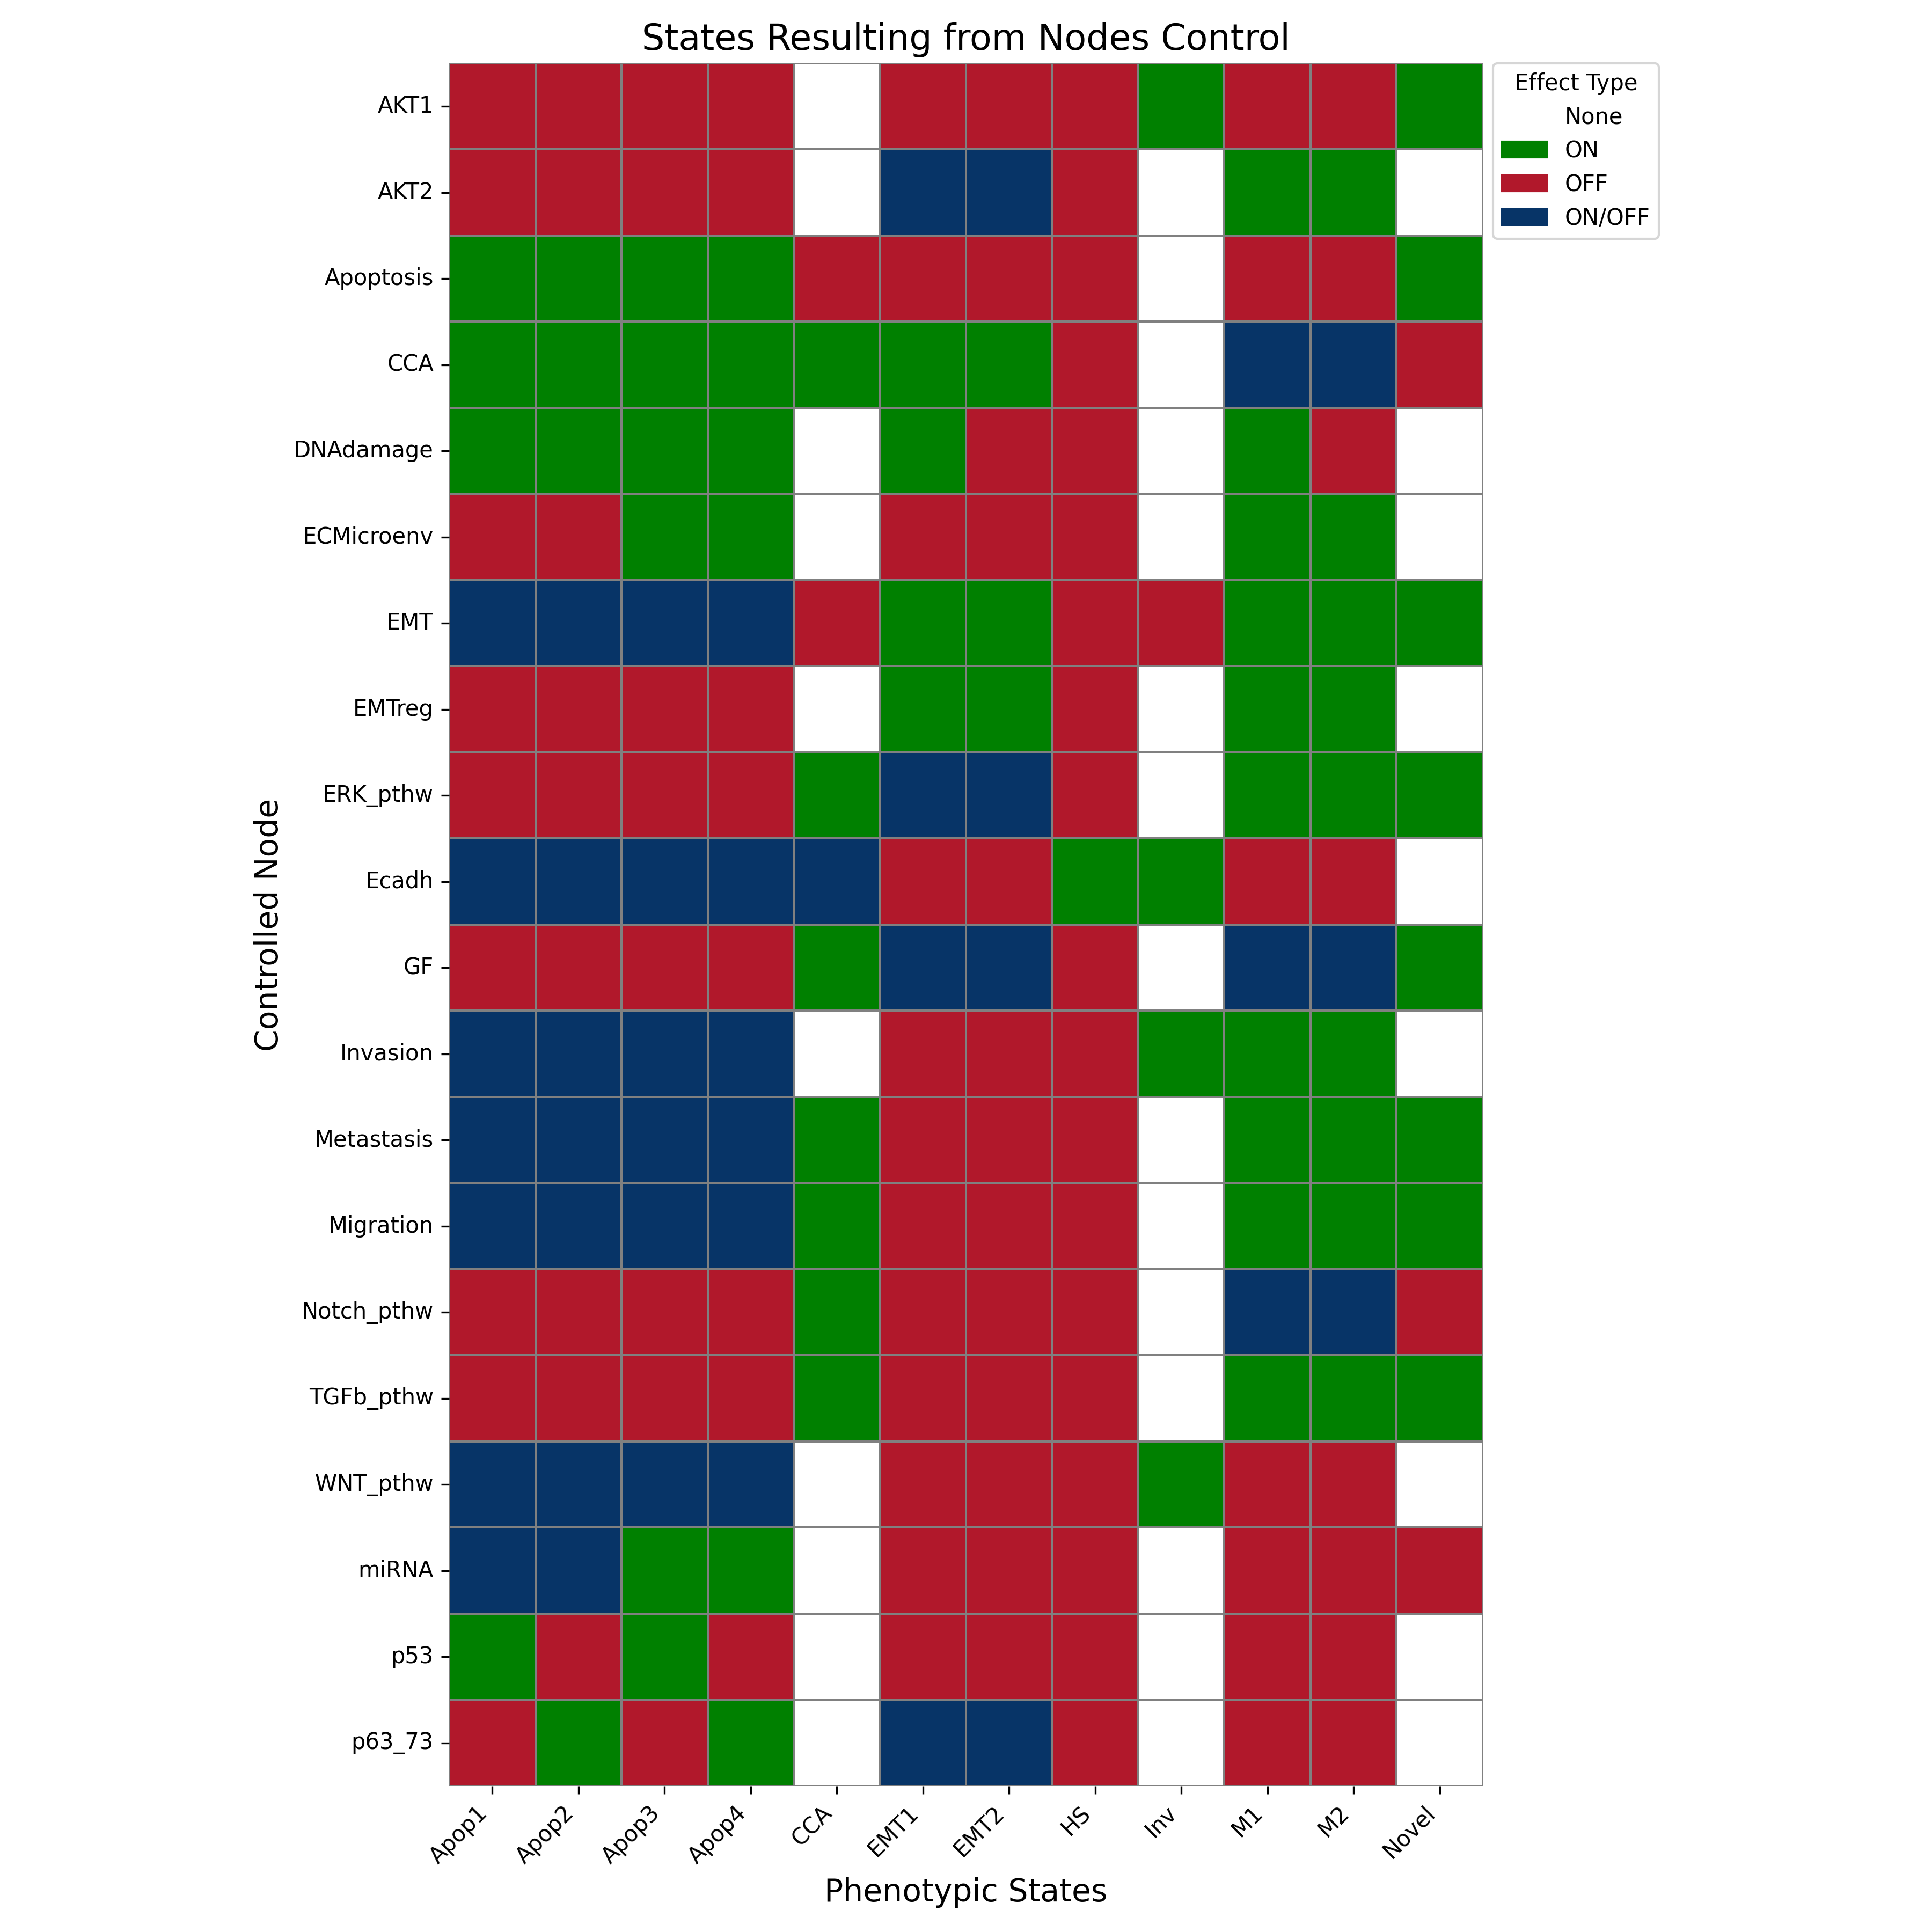 States Resulting from Nodes Control
Effect Type
None
ON
OFF
ON/OFF
Controlled Node
AKT1
AKT2
Apoptosis
CCA
DNAdamage
ECMicroenv
EMT
EMTreg
ERK_pthw
Ecadh
GF
Invasion
Metastasis
Migration
Notch_pthw
TGFb_pthw
WNT_pthw
miRNA
p53
p63_73
Apop1
Apop2
Apop3
Apop4
CCA
EMT1
EMT2
HS
Inv
M1
M2
Novel
Phenotypic States